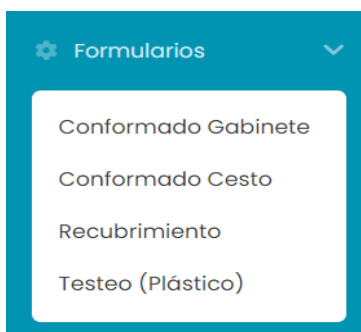 Formularios
Conformado Gabinete
Conformado Cesto
Recubrimiento
Testeo (Plástico)